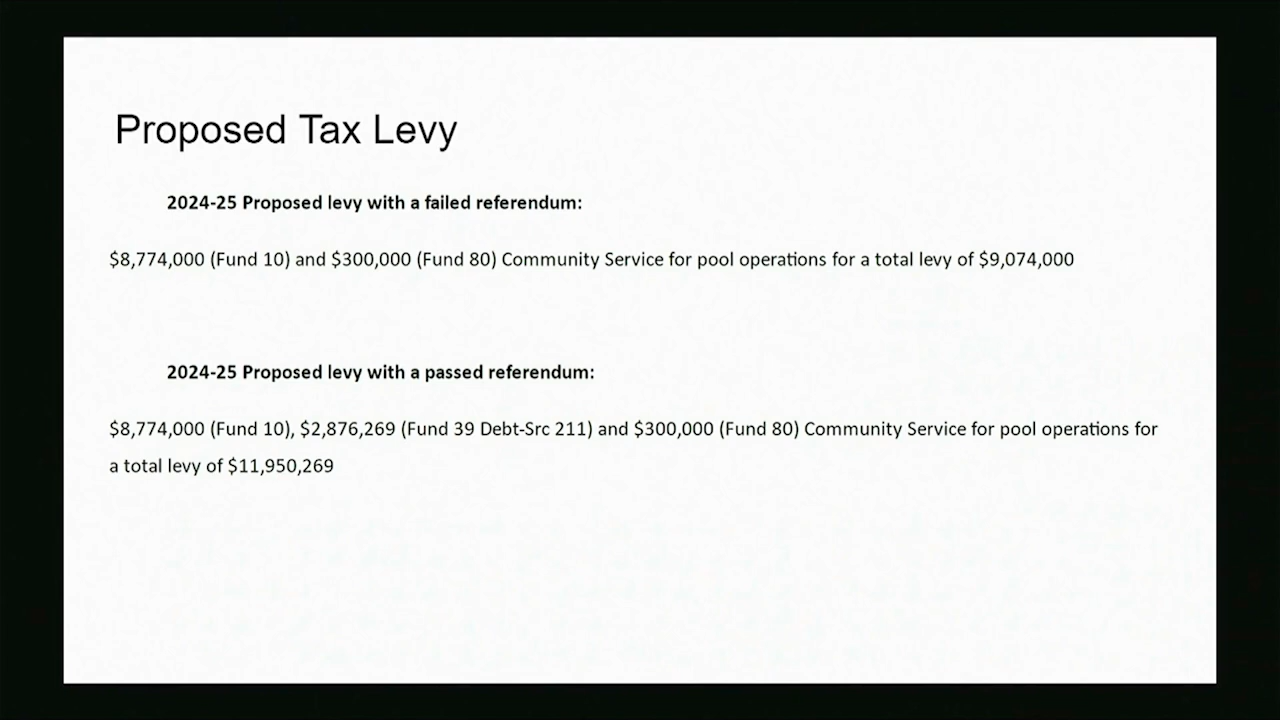 Proposed Tax Levy
2024-25 Proposed levy with a failed referendum:
$8,774,000 (Fund 10) and $300,000 (Fund 80) Community Service for pool operations for a total levy of $9,074,000
2024-25 Proposed levy with a passed referendum:
$8,774,000 (Fund 10), $2,876,269 (Fund 39 Debt-Src 211) and $300,000 (Fund 80) Community Service for pool operations for
a total levy of $11,950,269